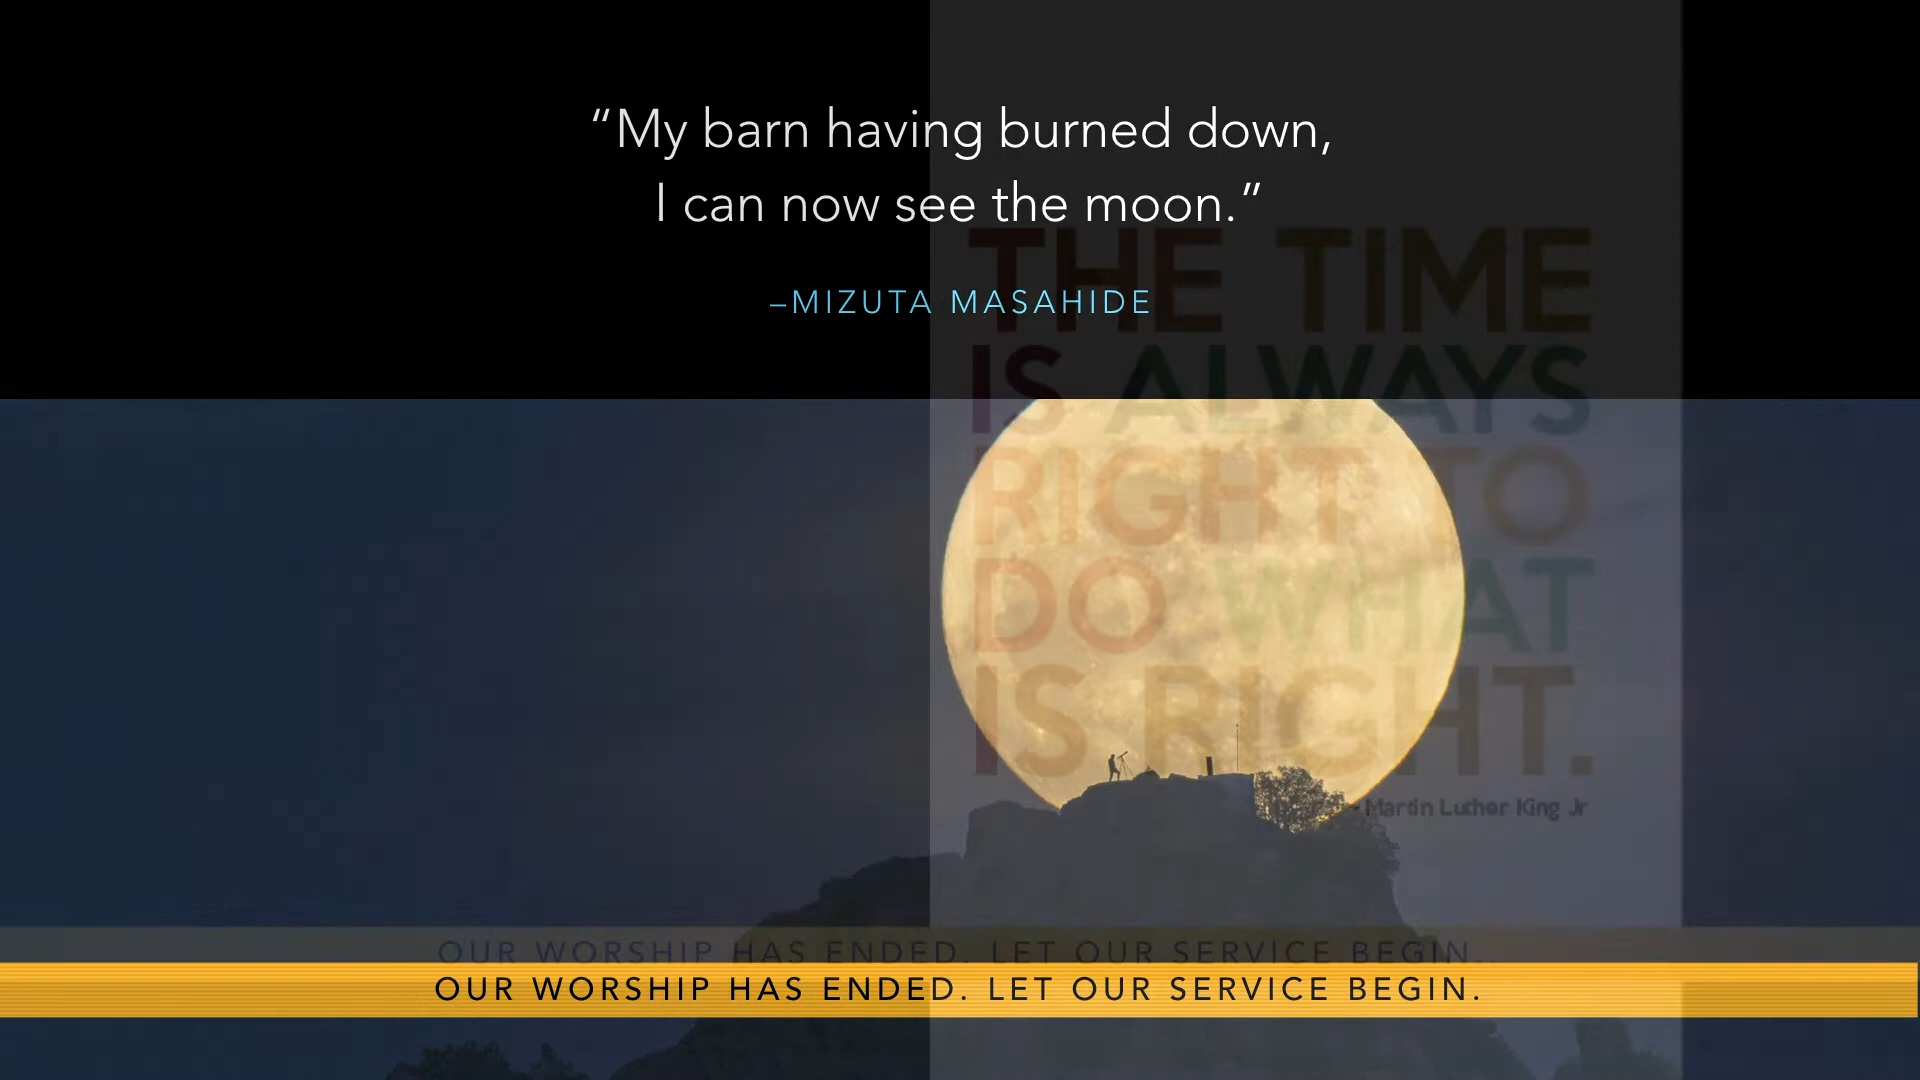 “My barn having burned down,
I can now see the moon.”
–MIZUTA MASAHIDE
THE TIME
IS ALWAYS
RIGHT TO
DO WHAT
IS RIGHT.
- Martin Luther King Jr
OUR WORSHIP HAS ENDED. LET OUR SERVICE BEGIN..
OUR WORSHIP HAS ENDED. LET OUR SERVICE BEGIN.